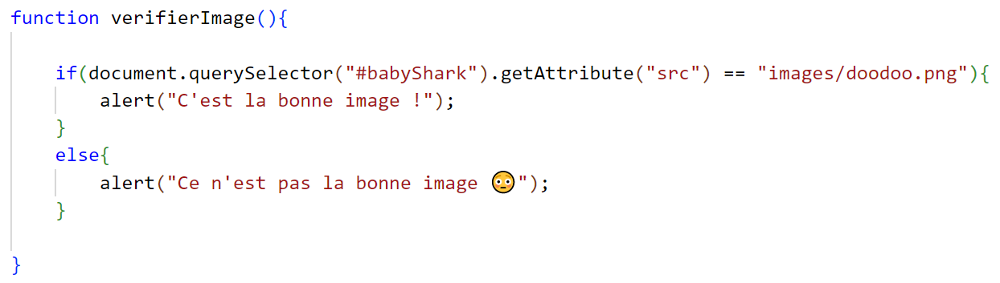 function verifierImage(){
if(document.querySelector("#babyShark").getAttribute("src") == "images/doodoo.png"){
alert("C'est la bonne image !");
}
else{
alert("Ce n'est pas la bonne image 😳");
}
}